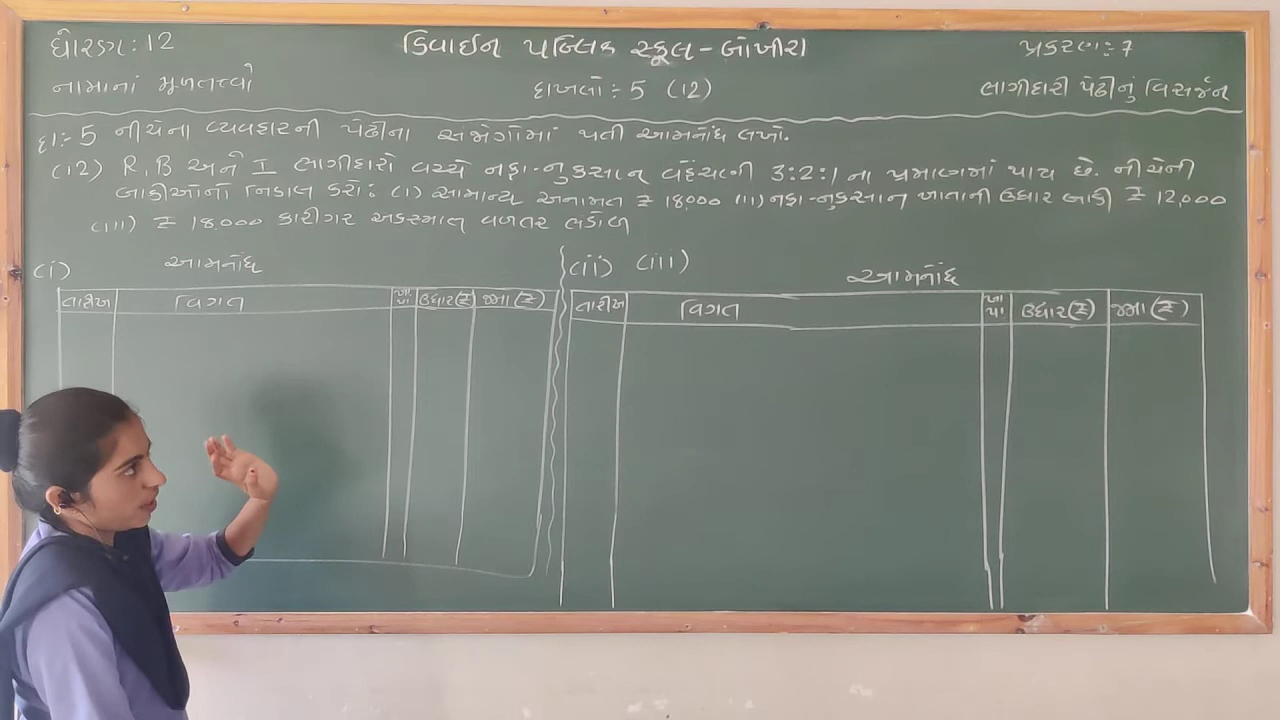 ધોરણ : 12 ડિવાઈન પબ્લિક સ્કૂલ - લાંખીરા પ્રકરણ : 7
નામાનાં મૂળતત્ત્વો દાખલો :- 5 (12) ભાગીદારી પેઢીનું વિસર્જન
દા :- 5 નીચેના વ્યવહારની પેઢીના સંજોગોમાં થતી આમનોંધ લખો.
(12) R, B અને I ભાગીદારો વચ્ચે નફા-નુકસાન વહેંચણી 3:2:1 ના પ્રમાણમાં થાય છે. નીચેની
બાકીઓનો નિકાલ કરો : (i) સામાન્ય અનામત ₹ 18,000 (ii) નફા-નુકસાન ખાતાની ઉધાર બાકી ₹ 12,000
(iii) ₹ 18,000 કારીગર અકસ્માત વળતર ભંડોળ
(i) આમનોંધ
તારીખ વિગત ખા.પા ઉધાર (₹) જમા (₹)
(ii) (iii) આમનોંધ
તારીખ વિગત ખા પા ઉધાર (₹) જમા (₹)